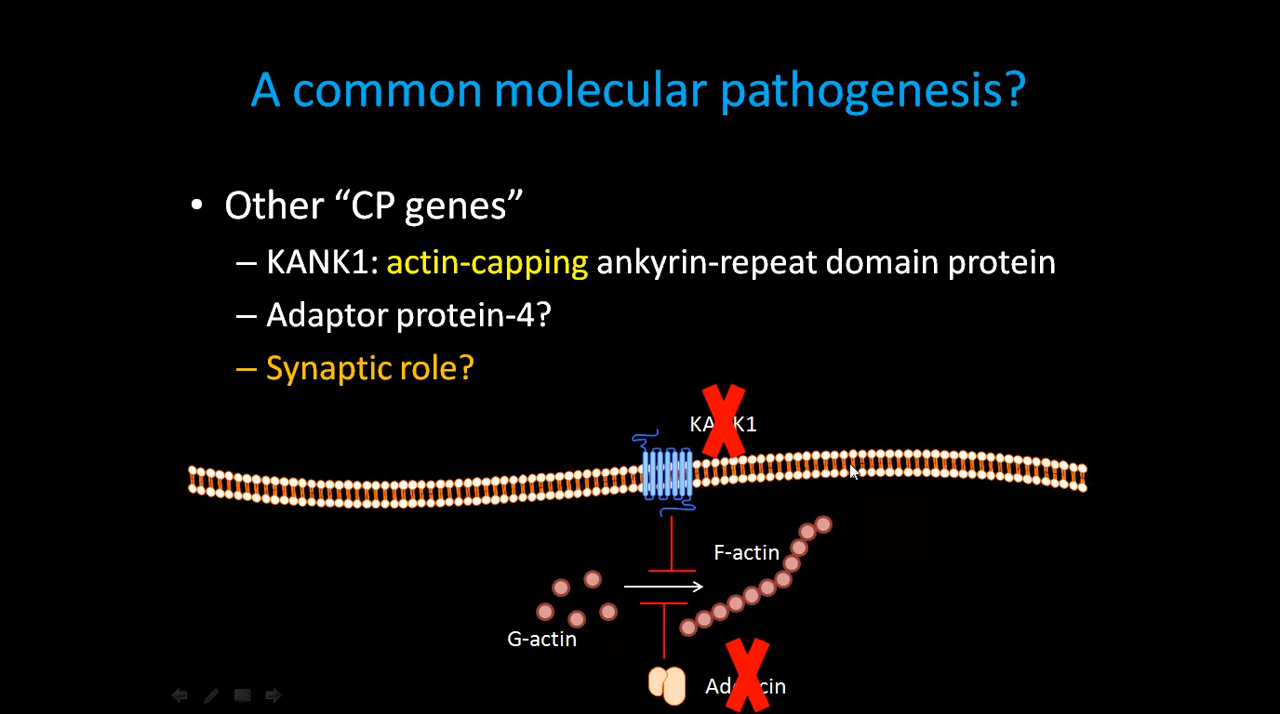 A common molecular pathogenesis?
• Other “CP genes”
– KANK1: actin-capping ankyrin-repeat domain protein
– Adaptor protein-4?
– Synaptic role?
KANK1
F-actin
G-actin